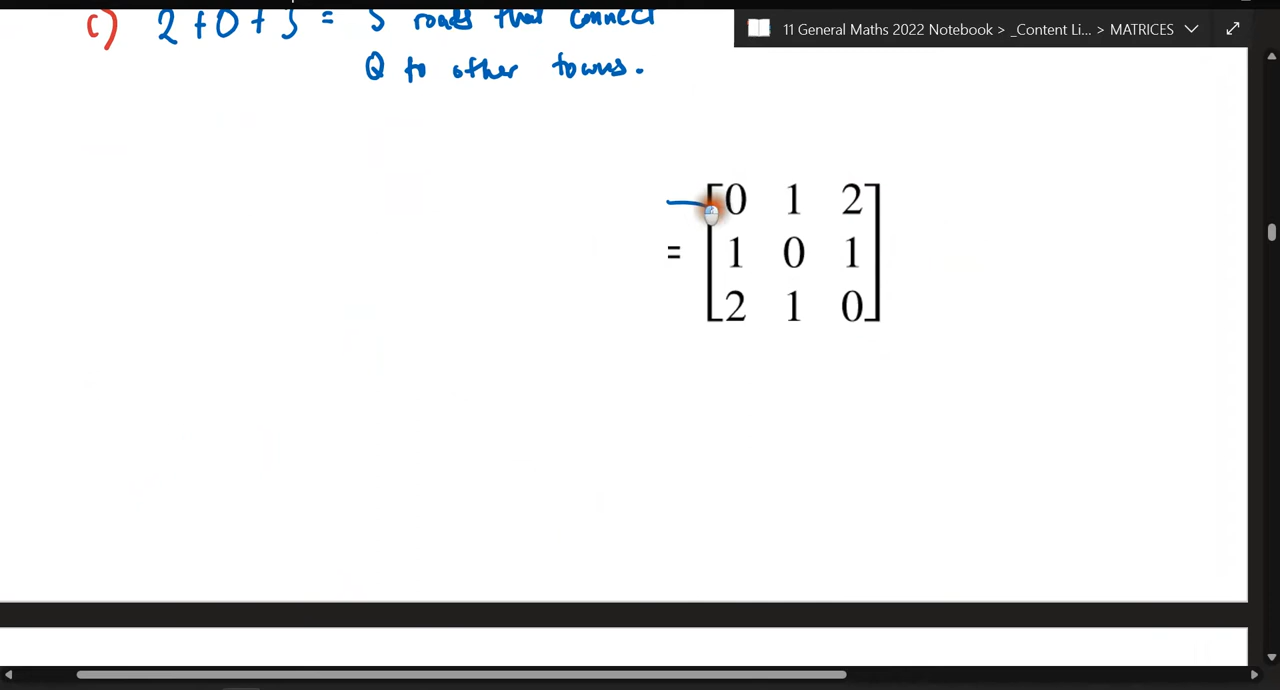 c) 2 + 0 + 3 = 5 roads that connect
Q to other towns.
11 General Maths 2022 Notebook > _Content Li... > MATRICES
0 1 2
= 1 0 1
2 1 0